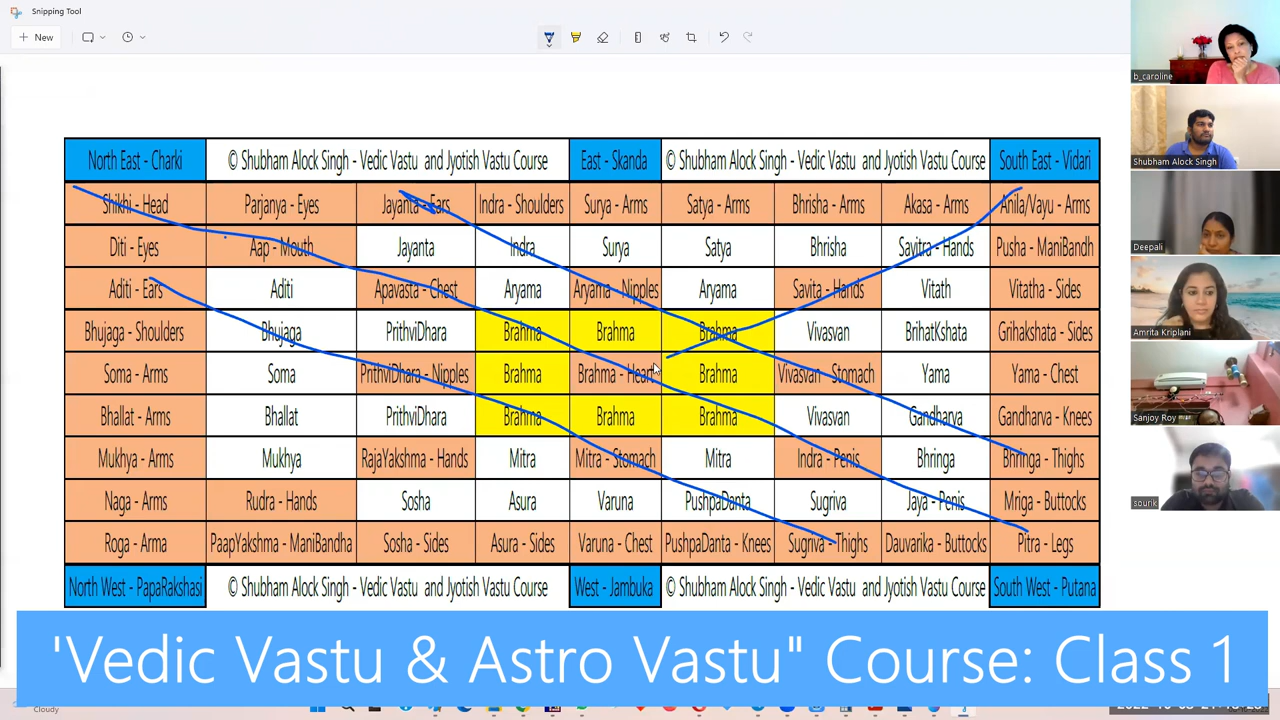 Snipping Tool
New
North East - Charki © Shubham Alock Singh - Vedic Vastu and Jyotish Vastu Course East - Skanda © Shubham Alock Singh - Vedic Vastu and Jyotish Vastu Course South East - Vidari
Shikhi - Head Parjanya - Eyes Jayanta - Ears Indra - Shoulders Surya - Arms Satya - Arms Bhrisha - Arms Akasa - Arms Anila/Vayu - Arms
Diti - Eyes Aap - Mouth Jayanta Indra Surya Satya Bhrisha Savitra - Hands Pusha - ManiBandh
Aditi - Ears Aditi Apavasta - Chest Aryama Aryama - Nipples Aryama Savita - Hands Vitath Vitatha - Sides
Bhujaga - Shoulders Bhujaga PrithviDhara Brahma Brahma Brahma Vivasvan BrihatKshata Grihakshata - Sides
Soma - Arms Soma PrithviDhara - Nipples Brahma Brahma - Heart Brahma Vivasvan - Stomach Yama Yama - Chest
Bhallat - Arms Bhallat PrithviDhara Brahma Brahma Brahma Vivasvan Gandharva Gandharva - Knees
Mukhya - Arms Mukhya RajaYakshma - Hands Mitra Mitra - Stomach Mitra Indra - Penis Bhringa Bhringa - Thighs
Naga - Arms Rudra - Hands Sosha Asura Varuna PushpaDanta Sugriva Jaya - Penis Mriga - Buttocks
Roga - Arma PaapYakshma - ManiBandha Sosha - Sides Asura - Sides Varuna - Chest PushpaDanta - Knees Sugriva - Thighs Dauvarika - Buttocks Pitra - Legs
North West - PapaRakshasi © Shubham Alock Singh - Vedic Vastu and Jyotish Vastu Course West - Jambuka © Shubham Alock Singh - Vedic Vastu and Jyotish Vastu Course South West - Putana
b_caroline
Shubham Alock Singh
Deepali
Amrita Kriplani
Sanjoy Roy
sourik
'Vedic Vastu & Astro Vastu" Course: Class 1
Cloudy